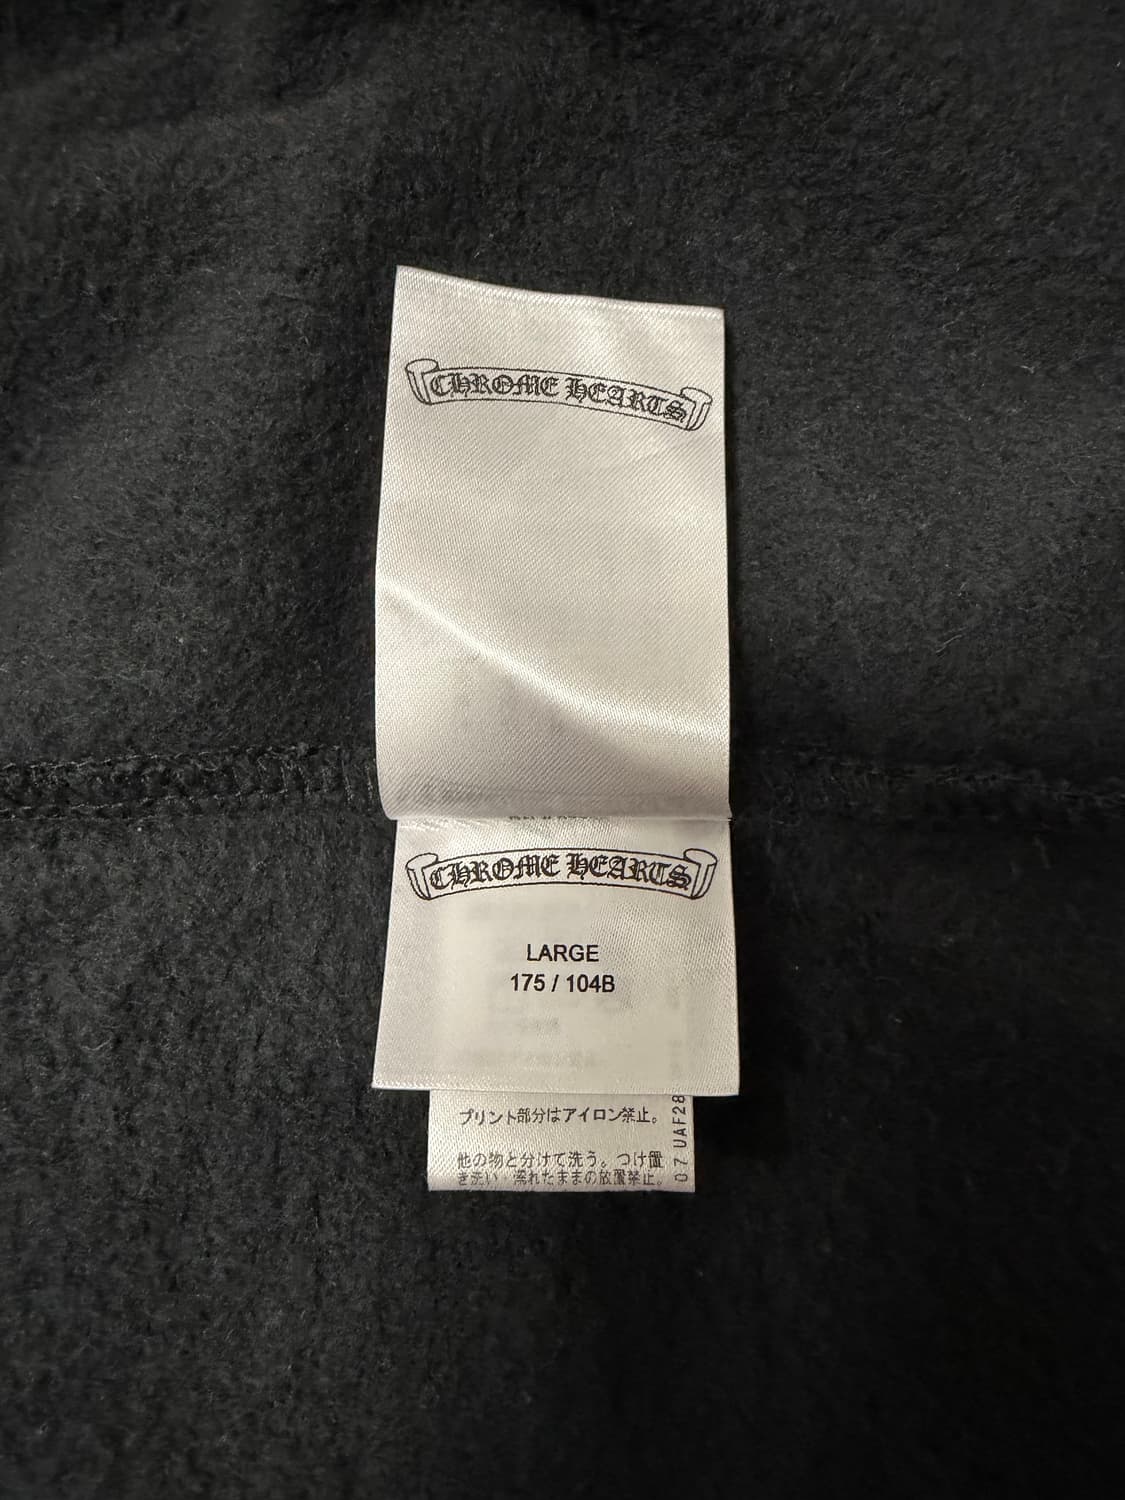 CHROME HEARTS
CHROME HEARTS
LARGE
175 / 104B
プリント部分はアイロン禁止。
他の物と分けて洗う。つけ置
き洗い・濡れたままの放置禁止。
07 UAF28